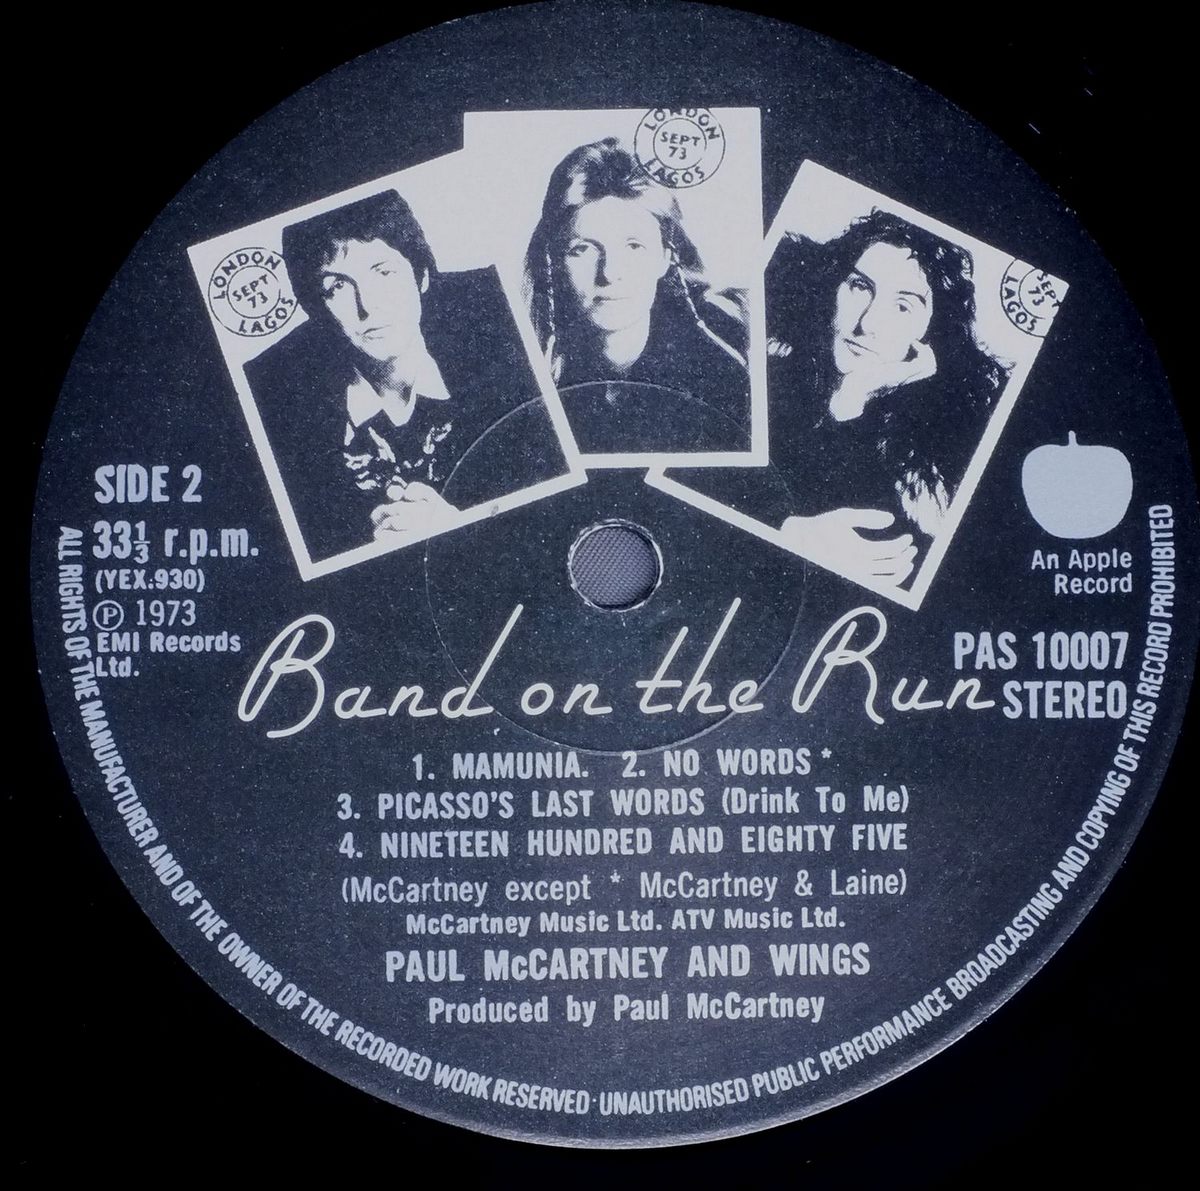 LONDON
SEPT
73
LAGOS
LONDON
SEPT
73
LAGOS
SEPT
73
LAGOS
SIDE 2
33⅓ r.p.m.
(YEX.930)
℗ 1973
EMI Records
Ltd.
An Apple
Record
PAS 10007
STEREO
Band on the Run
1. MAMUNIA. 2. NO WORDS *
3. PICASSO'S LAST WORDS (Drink To Me)
4. NINETEEN HUNDRED AND EIGHTY FIVE
(McCartney except * McCartney & Laine)
McCartney Music Ltd. ATV Music Ltd.
PAUL McCARTNEY AND WINGS
Produced by Paul McCartney
ALL RIGHTS OF THE MANUFACTURER AND OF THE OWNER OF THE RECORDED WORK RESERVED·UNAUTHORISED PUBLIC PERFORMANCE BROADCASTING AND COPYING OF THIS RECORD PROHIBITED